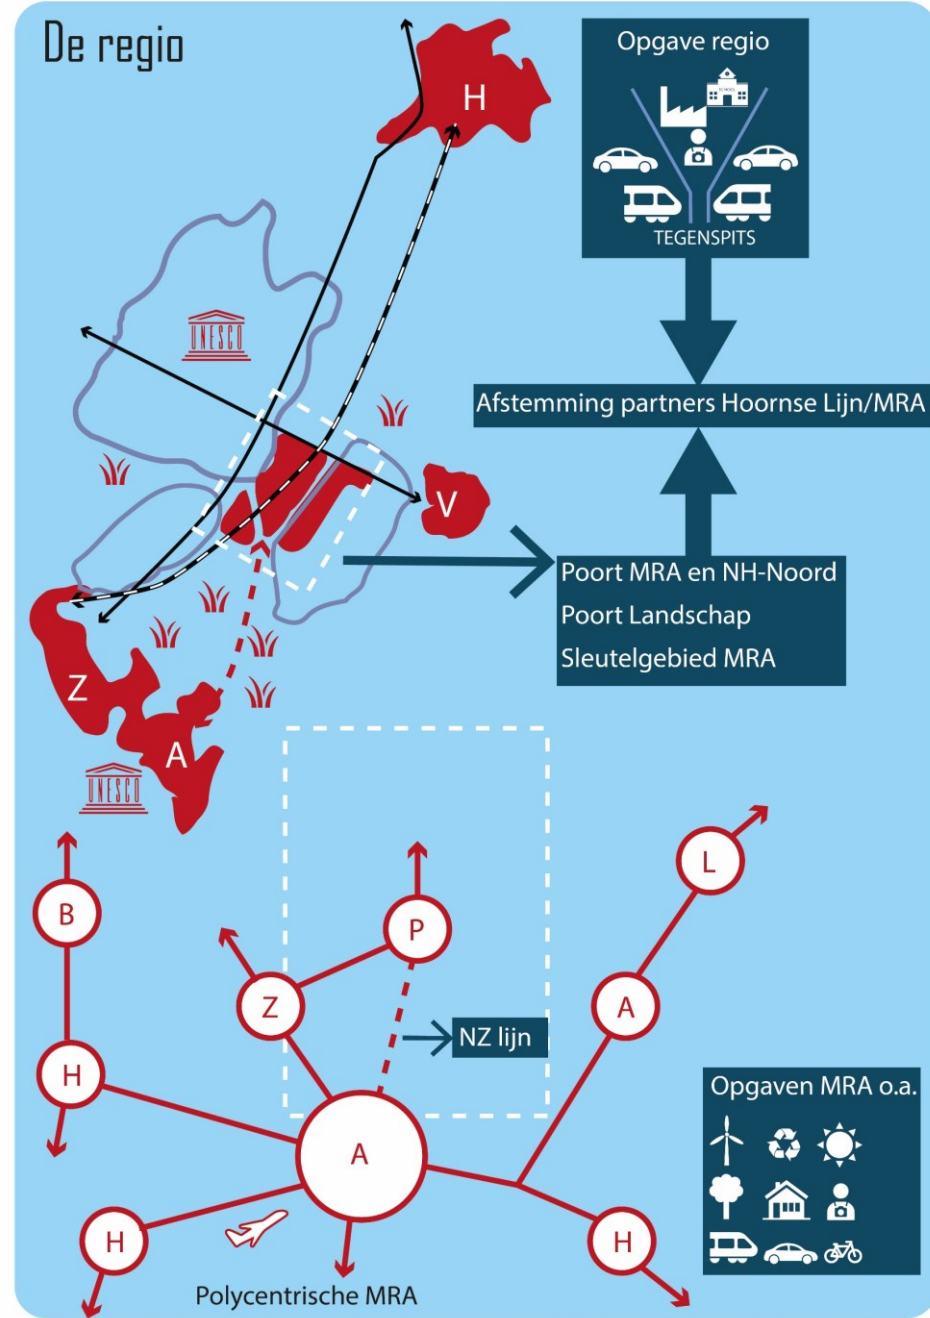 De regio
H
Opgave regio
SCHOOL
TEGENSPITS
UNESCO
Afstemming partners Hoornse Lijn/MRA
V
Poort MRA en NH-Noord
Poort Landschap
Sleutelgebied MRA
Z
A
UNESCO
L
B
P
Z
A
NZ lijn
H
Opgaven MRA o.a.
A
H
H
Polycentrische MRA